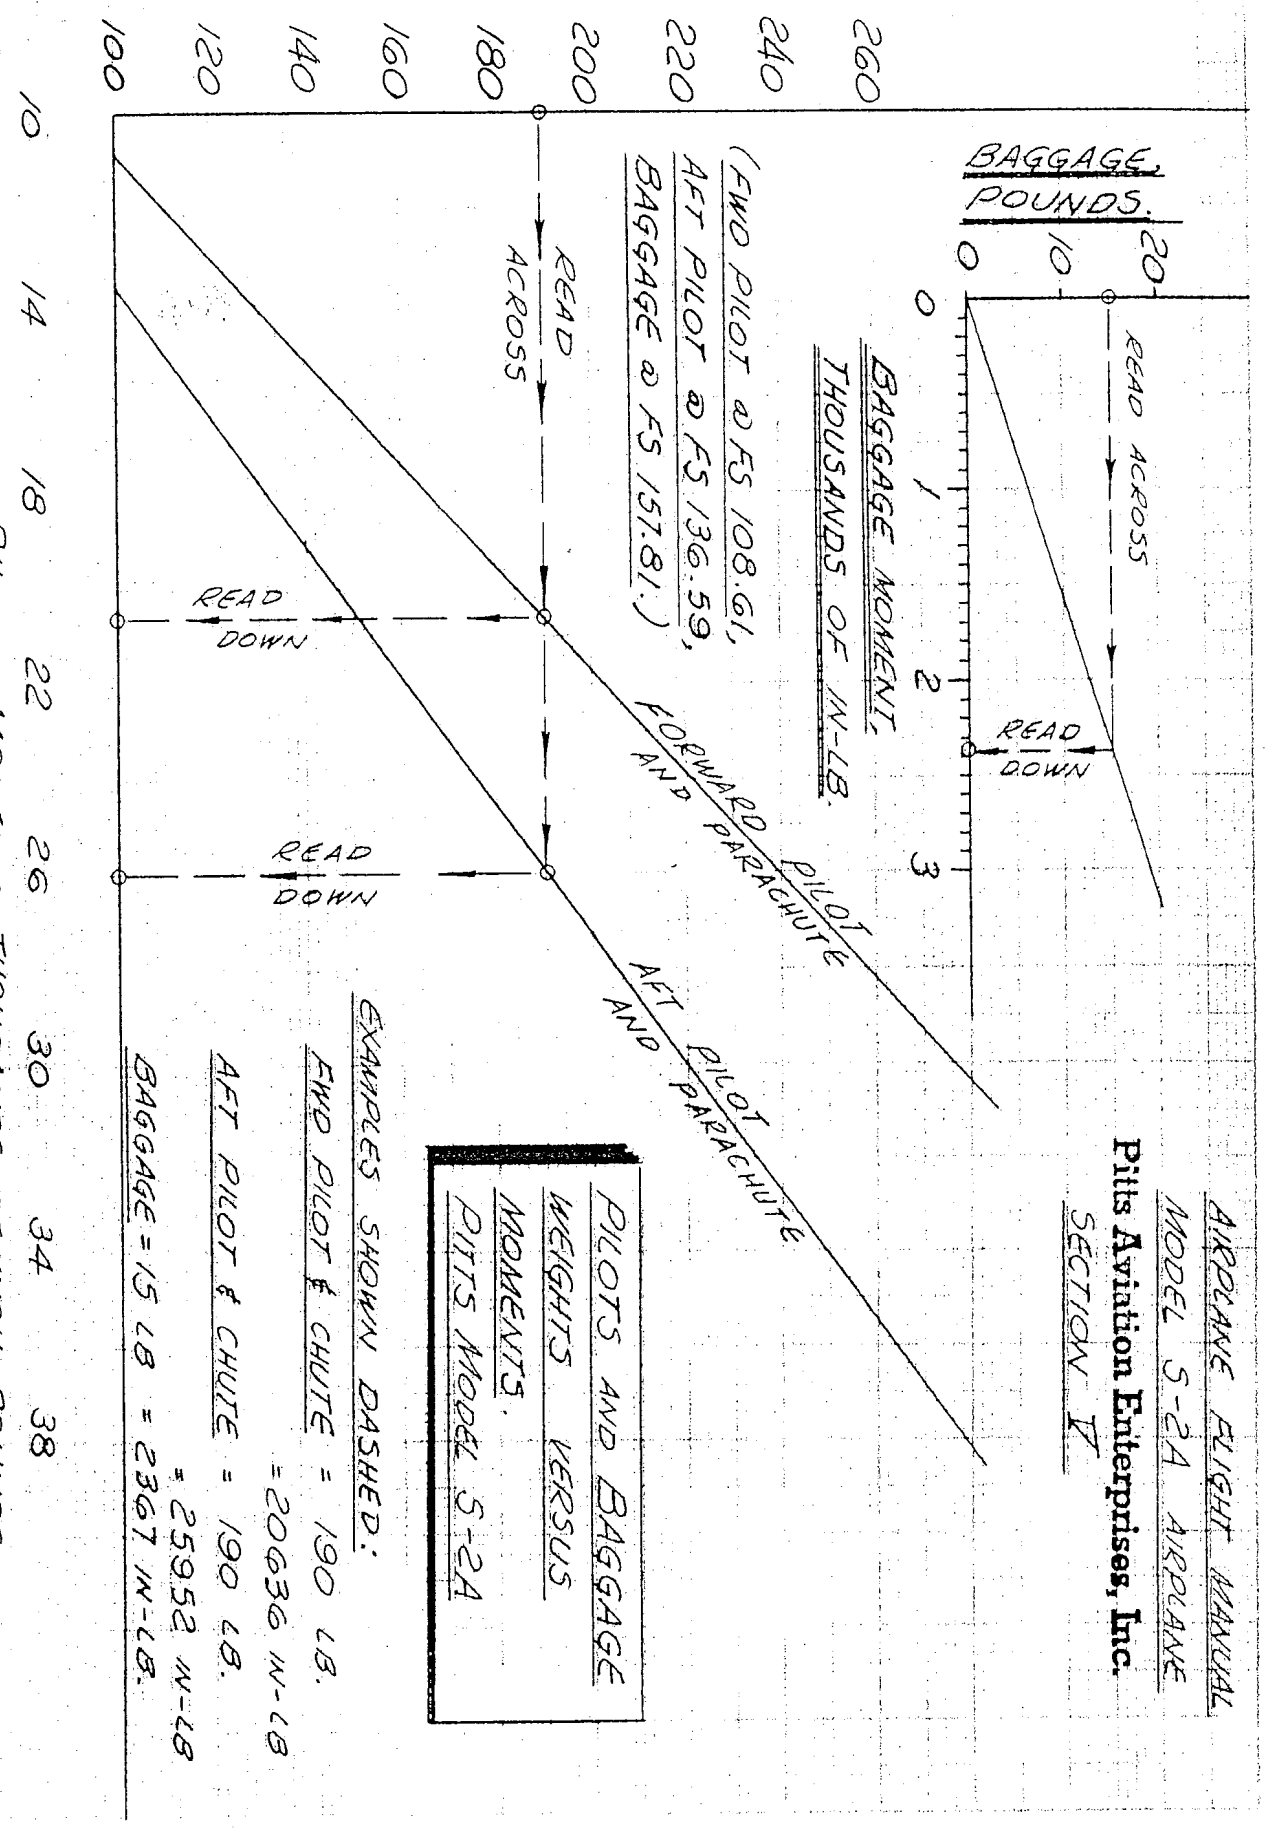 AIRPLANE FLIGHT MANUAL
MODEL S-2A AIRPLANE
Pitts Aviation Enterprises, Inc.
SECTION V
BAGGAGE,
POUNDS.
20
10
0
READ ACROSS
READ
DOWN
0 1 2 3
BAGGAGE MOMENT,
THOUSANDS OF IN-LB.
(FWD PILOT @ FS 108.61,
AFT PILOT @ FS 136.59,
BAGGAGE @ FS 157.81.)
260
240
220
200
180
160
140
120
100
READ
ACROSS
READ
DOWN
READ
DOWN
FORWARD PILOT
AND PARACHUTE
AFT PILOT
AND PARACHUTE
PILOTS AND BAGGAGE
WEIGHTS VERSUS
MOMENTS.
PITTS MODEL S-2A
EXAMPLES SHOWN DASHED:
FWD PILOT & CHUTE = 190 LB.
= 20636 IN-LB
AFT PILOT & CHUTE = 190 LB.
= 25952 IN-LB
BAGGAGE = 15 LB = 2367 IN-LB.
10 14 18 22 26 30 34 38